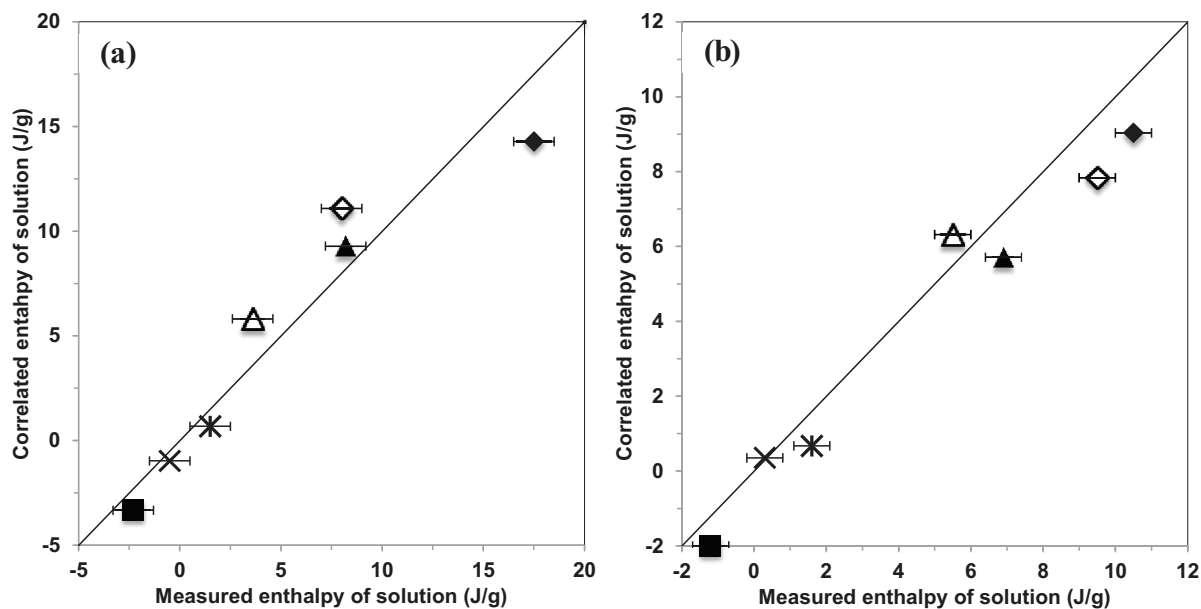 (a)
Correlated entahpy of solution (J/g)
20
15
10
5
0
-5
-5 0 5 10 15 20
Measured enthalpy of solution (J/g)
(b)
Correlated entahpy of solution (J/g)
12
10
8
6
4
2
0
-2
-2 0 2 4 6 8 10 12
Measured enthalpy of solution (J/g)